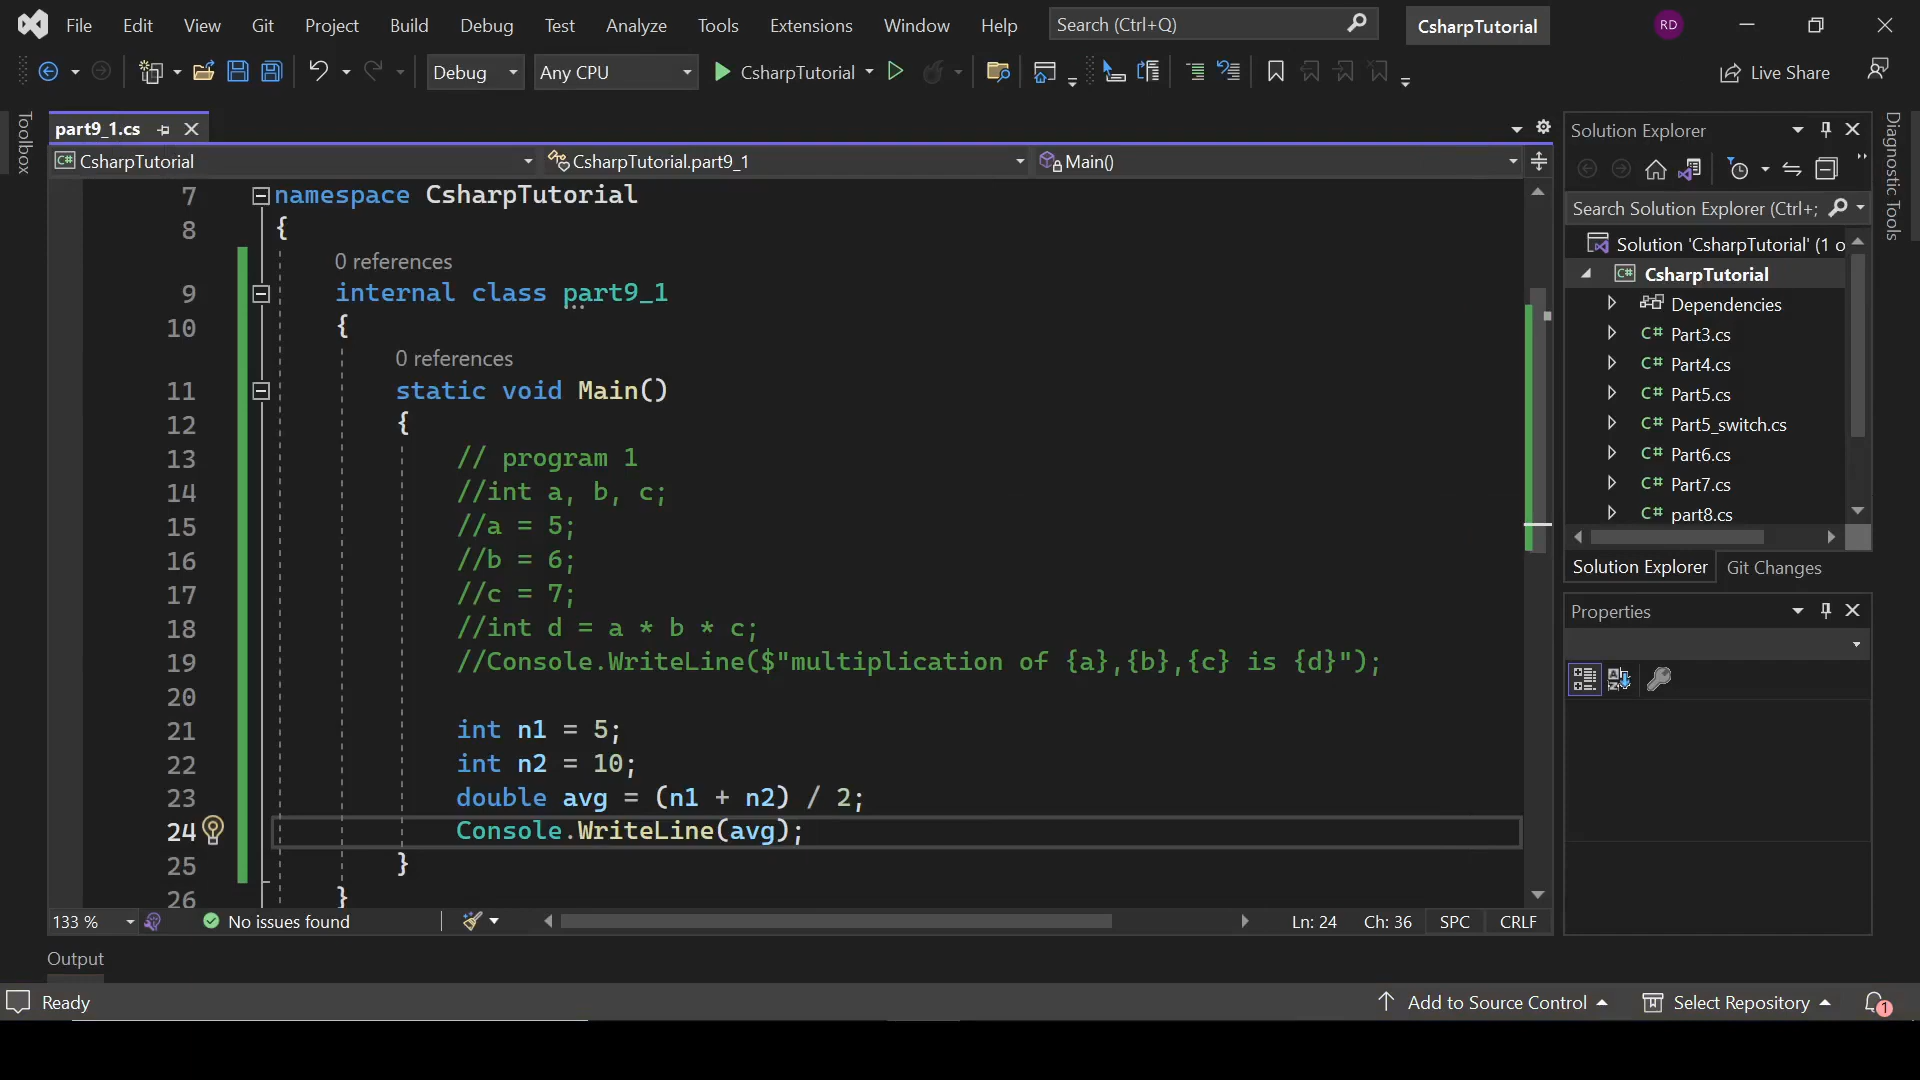 File Edit View Git Project Build Debug Test Analyze Tools Extensions Window Help Search (Ctrl+Q) CsharpTutorial RD
Debug Any CPU CsharpTutorial Live Share
Toolbox
part9_1.cs
CsharpTutorial CsharpTutorial.part9_1 Main()
7 namespace CsharpTutorial
8 {
0 references
9 internal class part9_1
10 {
0 references
11 static void Main()
12 {
13 // program 1
14 //int a, b, c;
15 //a = 5;
16 //b = 6;
17 //c = 7;
18 //int d = a * b * c;
19 //Console.WriteLine($"multiplication of {a},{b},{c} is {d}");
20
21 int n1 = 5;
22 int n2 = 10;
23 double avg = (n1 + n2) / 2;
24 Console.WriteLine(avg);
25 }
26 }
133 % No issues found Ln: 24 Ch: 36 SPC CRLF
Solution Explorer
Search Solution Explorer (Ctrl+;
Solution 'CsharpTutorial' (1 o
C# CsharpTutorial
Dependencies
C# Part3.cs
C# Part4.cs
C# Part5.cs
C# Part5_switch.cs
C# Part6.cs
C# Part7.cs
C# part8.cs
Solution Explorer Git Changes
Properties
Diagnostic Tools
Output
Ready Add to Source Control Select Repository 1